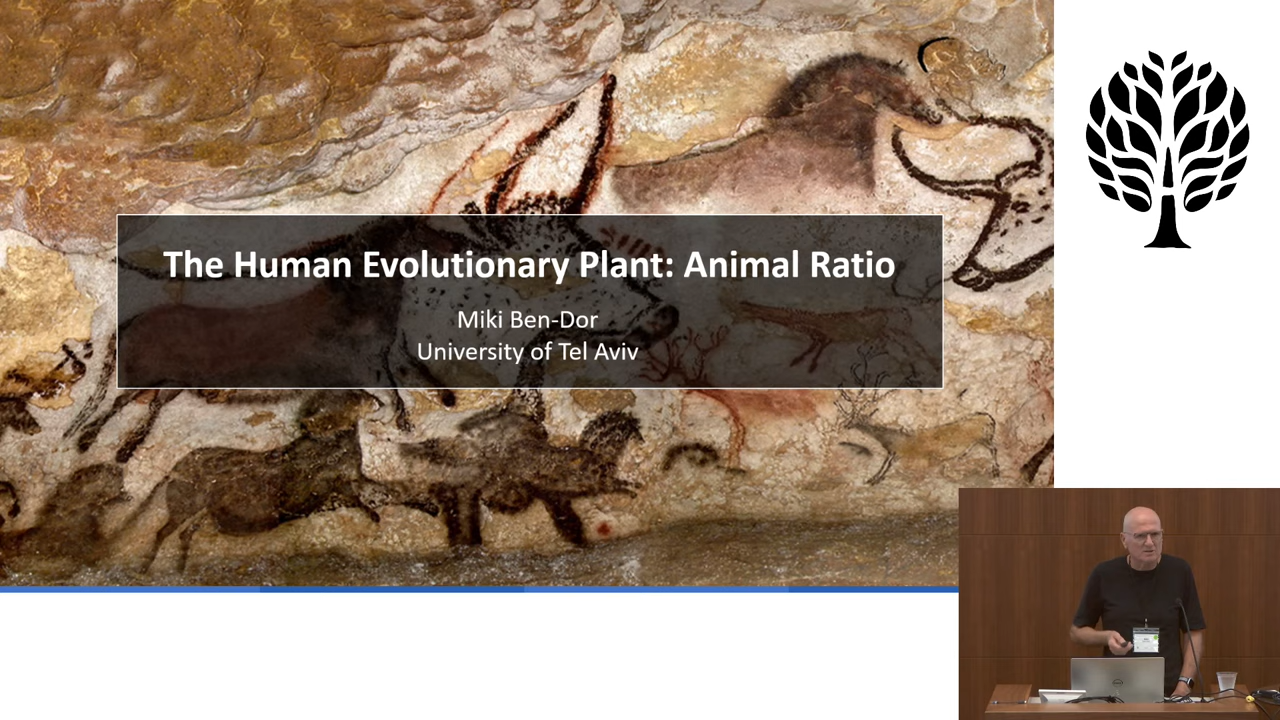 The Human Evolutionary Plant: Animal Ratio
Miki Ben-Dor
University of Tel Aviv